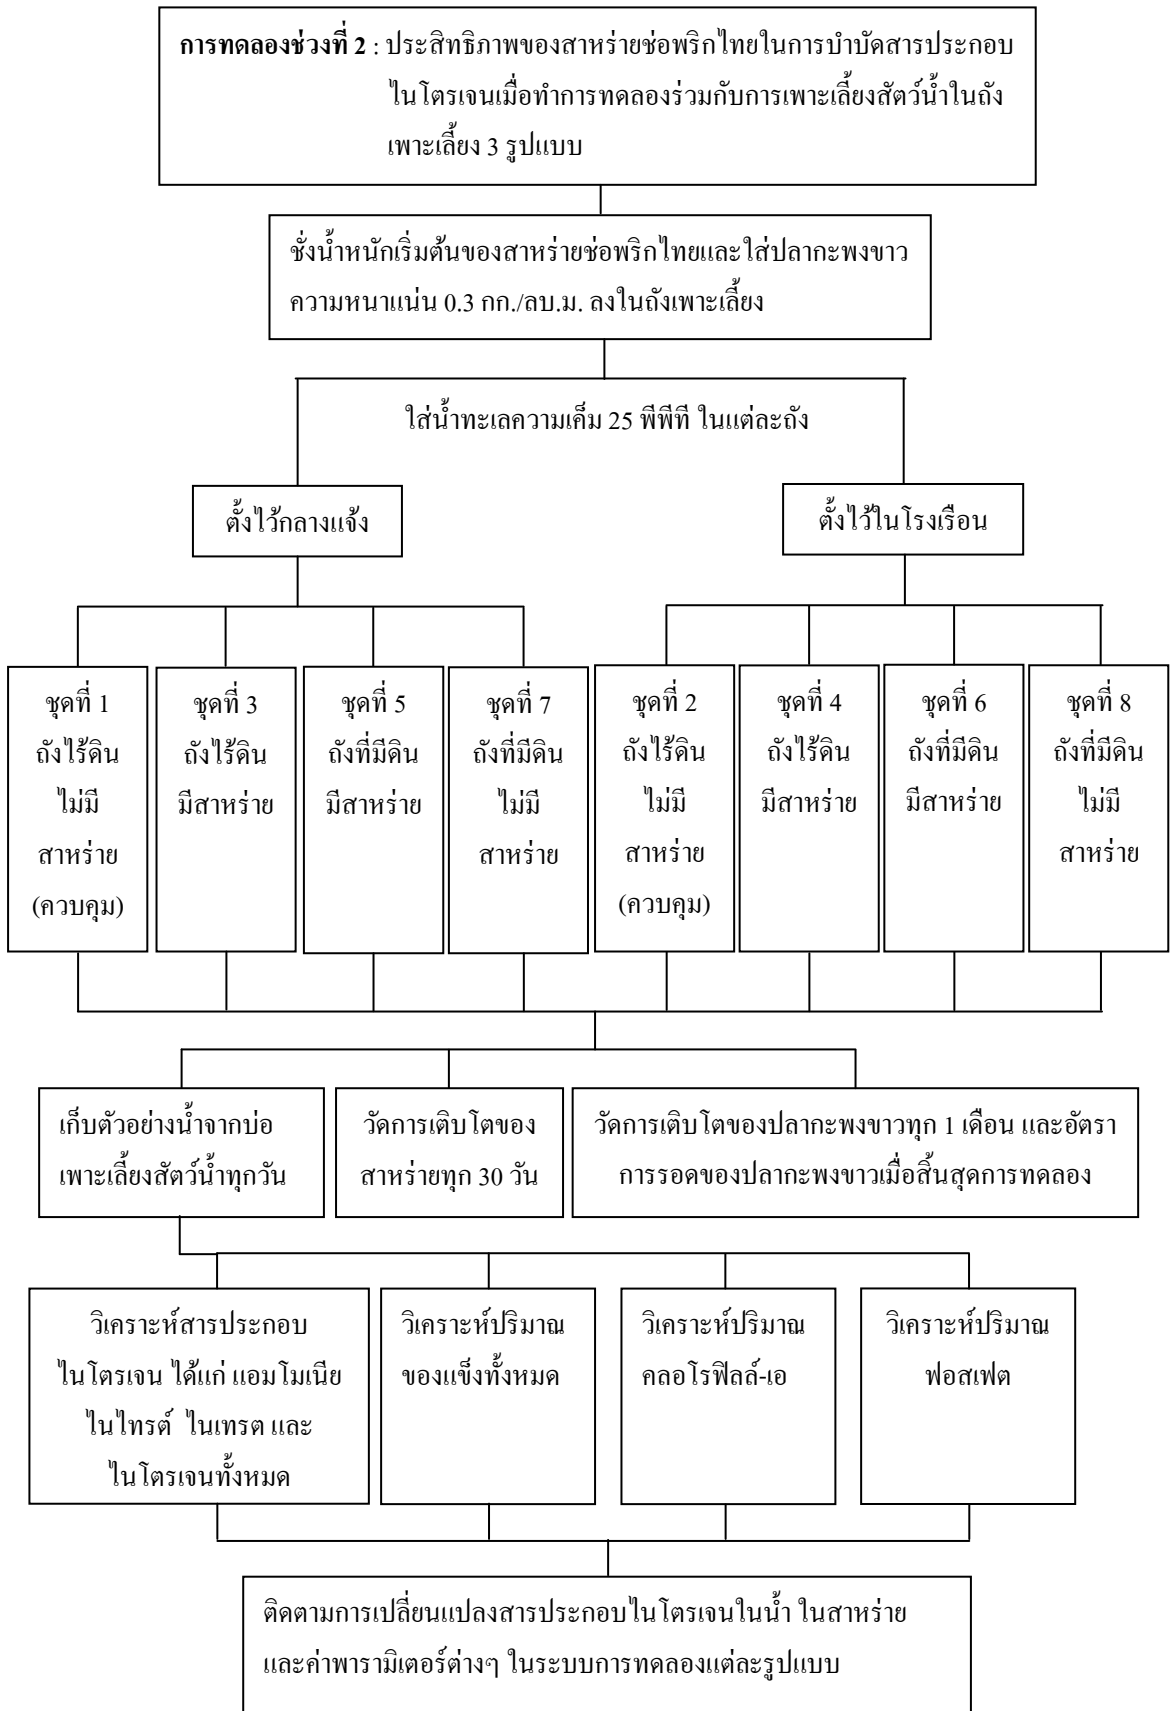 การทดลองช่วงที่ 2 : ประสิทธิภาพของสาหร่ายช่อพริกไทยในการบำบัดสารประกอบ
ไนโตรเจนเมื่อทำการทดลองร่วมกับการเพาะเลี้ยงสัตว์น้ำในถัง
เพาะเลี้ยง 3 รูปแบบ
ชั่งน้ำหนักเริ่มต้นของสาหร่ายช่อพริกไทยและใส่ปลากะพงขาว
ความหนาแน่น 0.3 กก./ลบ.ม. ลงในถังเพาะเลี้ยง
ใส่น้ำทะเลความเค็ม 25 พีพีที ในแต่ละถัง
ตั้งไว้กลางแจ้ง
ตั้งไว้ในโรงเรือน
ชุดที่ 1
ถังไร้ดิน
ไม่มี
สาหร่าย
(ควบคุม)
ชุดที่ 3
ถังไร้ดิน
มีสาหร่าย
ชุดที่ 5
ถังที่มีดิน
มีสาหร่าย
ชุดที่ 7
ถังที่มีดิน
ไม่มี
สาหร่าย
ชุดที่ 2
ถังไร้ดิน
ไม่มี
สาหร่าย
(ควบคุม)
ชุดที่ 4
ถังไร้ดิน
มีสาหร่าย
ชุดที่ 6
ถังที่มีดิน
มีสาหร่าย
ชุดที่ 8
ถังที่มีดิน
ไม่มี
สาหร่าย
เก็บตัวอย่างน้ำจากบ่อ
เพาะเลี้ยงสัตว์น้ำทุกวัน
วัดการเติบโตของ
สาหร่ายทุก 30 วัน
วัดการเติบโตของปลากะพงขาวทุก 1 เดือน และอัตรา
การรอดของปลากะพงขาวเมื่อสิ้นสุดการทดลอง
วิเคราะห์สารประกอบ
ไนโตรเจน ได้แก่ แอมโมเนีย
ไนไทรต์ ไนเทรต และ
ไนโตรเจนทั้งหมด
วิเคราะห์ปริมาณ
ของแข็งทั้งหมด
วิเคราะห์ปริมาณ
คลอโรฟิลล์-เอ
วิเคราะห์ปริมาณ
ฟอสเฟต
ติดตามการเปลี่ยนแปลงสารประกอบไนโตรเจนในน้ำ ในสาหร่าย
และค่าพารามิเตอร์ต่างๆ ในระบบการทดลองแต่ละรูปแบบ